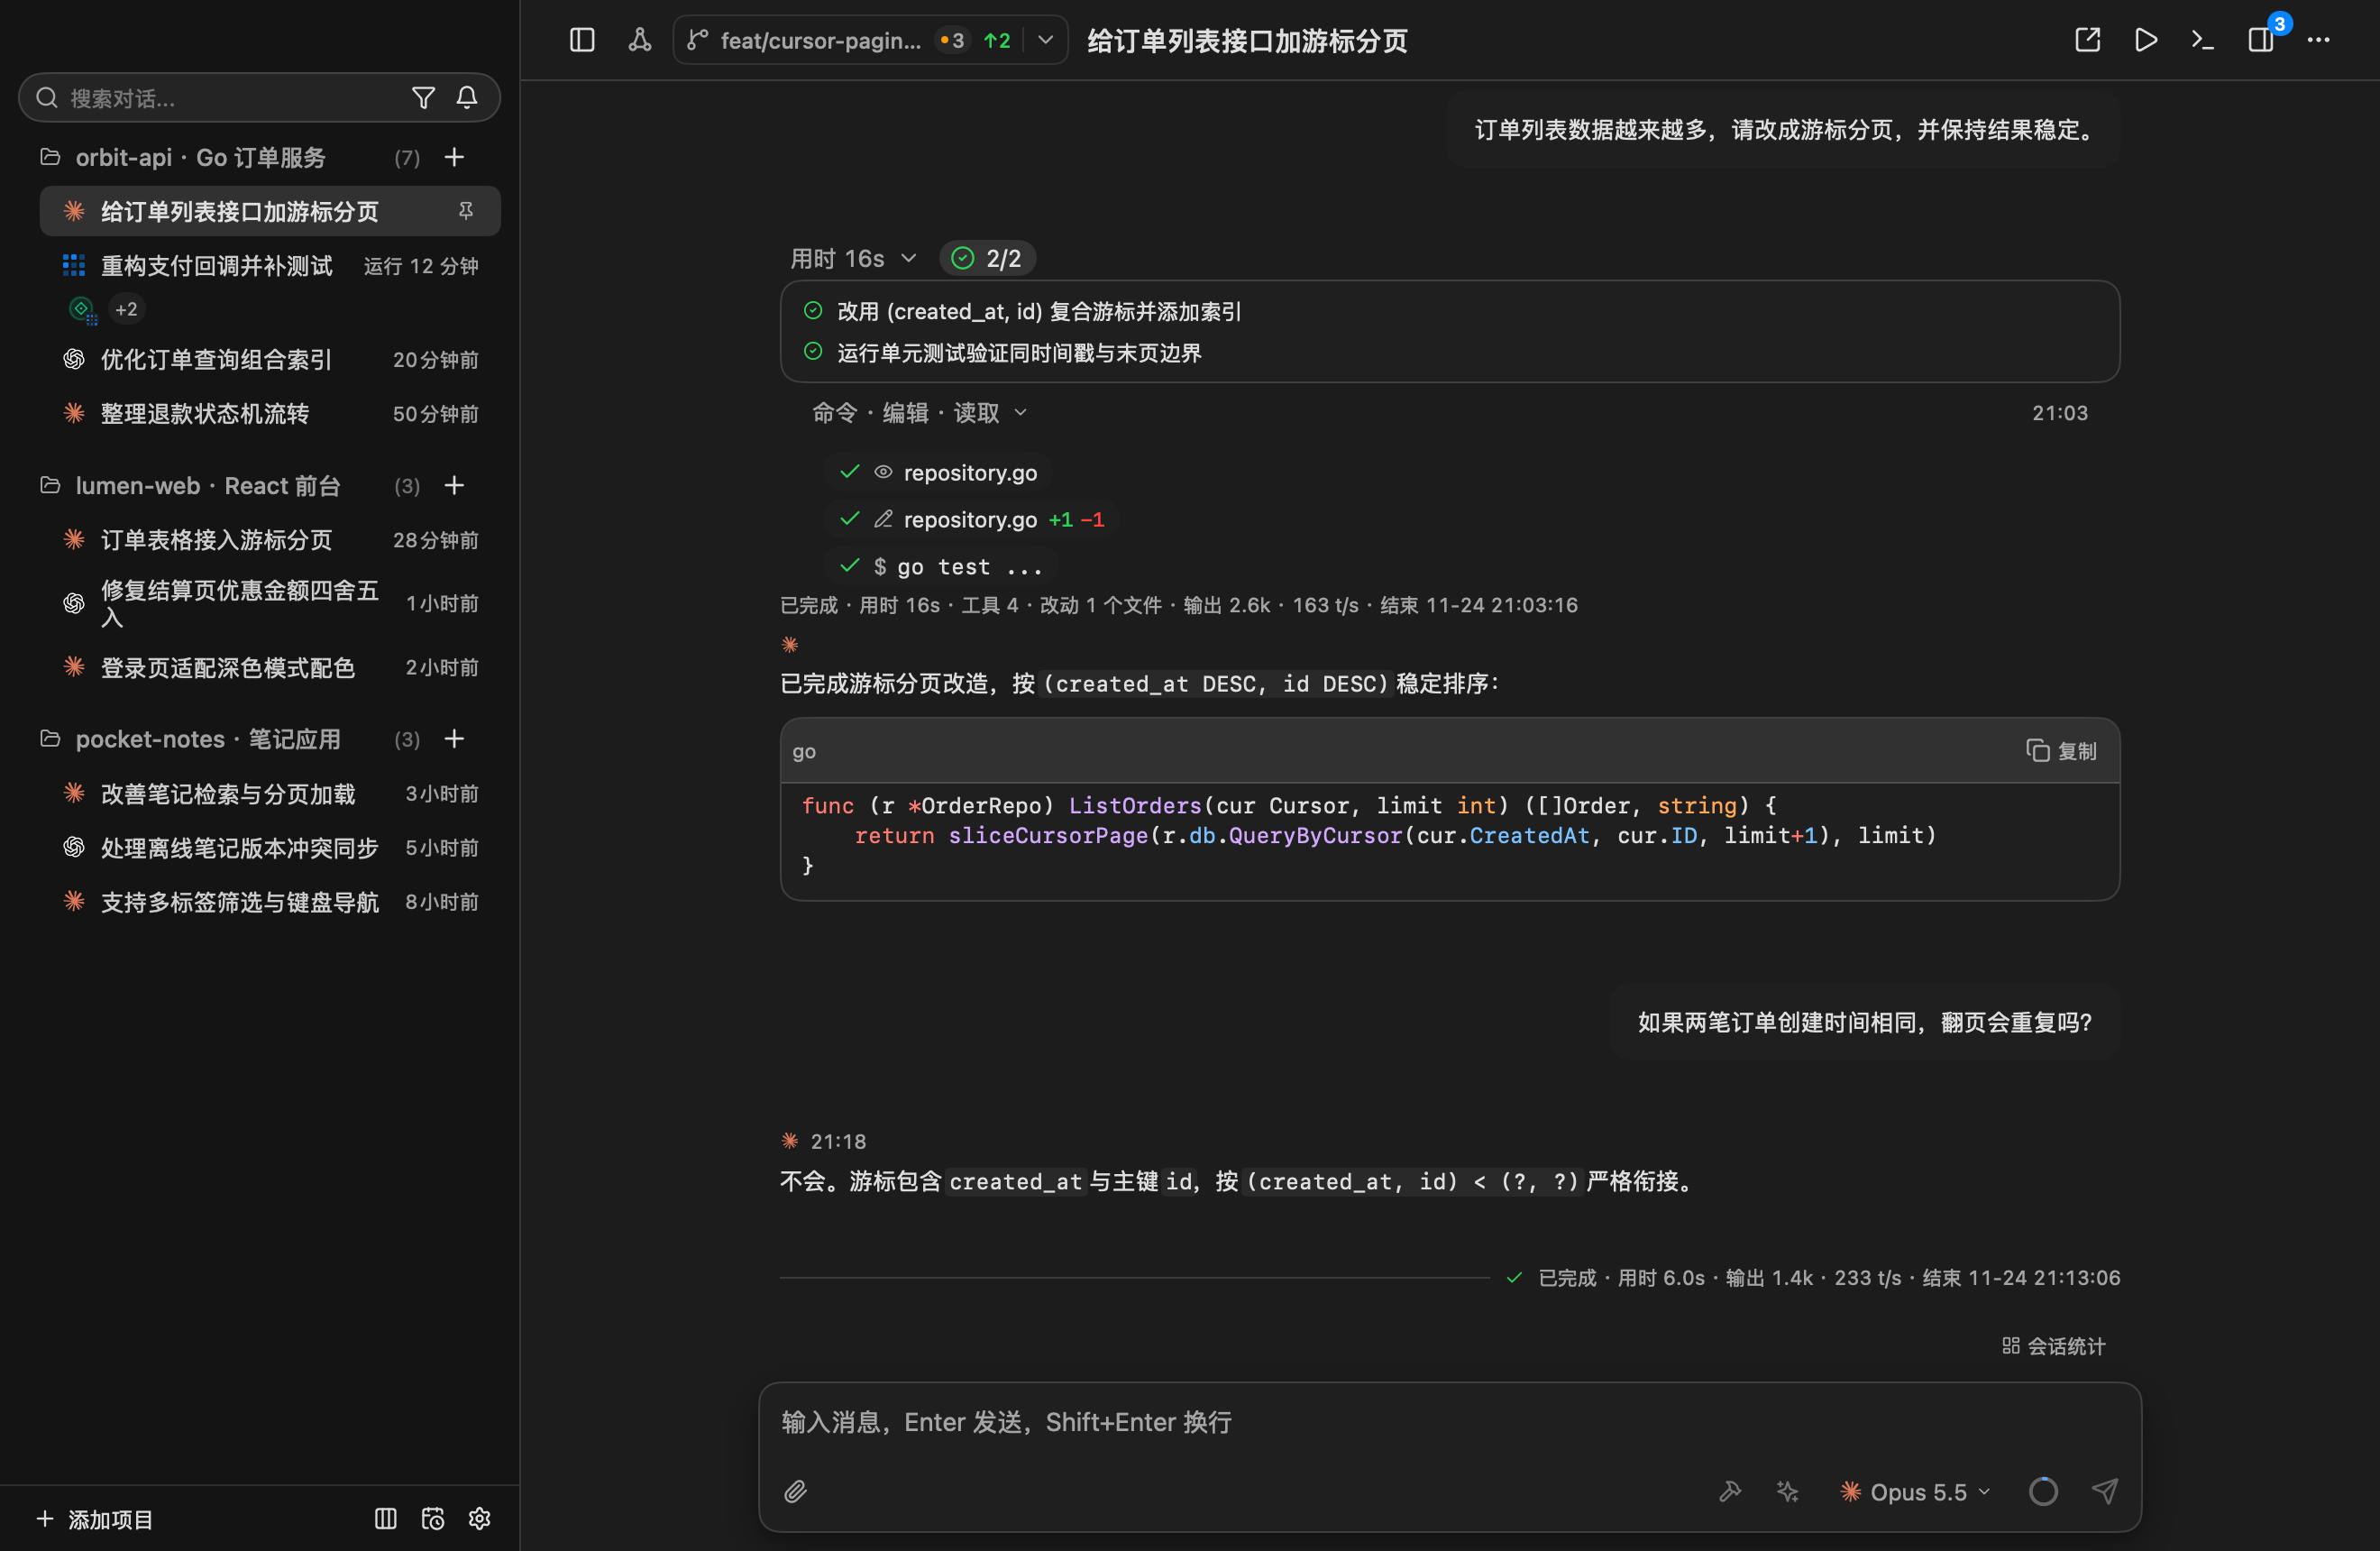 搜索对话...
orbit-api · Go 订单服务 (7)
给订单列表接口加游标分页
重构支付回调并补测试 运行 12 分钟
+2
优化订单查询组合索引 20分钟前
整理退款状态机流转 50分钟前
lumen-web · React 前台 (3)
订单表格接入游标分页 28分钟前
修复结算页优惠金额四舍五
入 1小时前
登录页适配深色模式配色 2小时前
pocket-notes · 笔记应用 (3)
改善笔记检索与分页加载 3小时前
处理离线笔记版本冲突同步 5小时前
支持多标签筛选与键盘导航 8小时前
添加项目
feat/cursor-pagin... 3 ↑2 给订单列表接口加游标分页 3
订单列表数据越来越多，请改成游标分页，并保持结果稳定。
用时 16s 2/2
改用 (created_at, id) 复合游标并添加索引
运行单元测试验证同时间戳与末页边界
命令 · 编辑 · 读取 21:03
repository.go
repository.go +1 −1
$ go test ...
已完成 · 用时 16s · 工具 4 · 改动 1 个文件 · 输出 2.6k · 163 t/s · 结束 11-24 21:03:16
已完成游标分页改造，按 (created_at DESC, id DESC) 稳定排序：
go 复制
func (r *OrderRepo) ListOrders(cur Cursor, limit int) ([]Order, string) {
    return sliceCursorPage(r.db.QueryByCursor(cur.CreatedAt, cur.ID, limit+1), limit)
}
如果两笔订单创建时间相同，翻页会重复吗？
21:18
不会。游标包含 created_at 与主键 id，按 (created_at, id) < (?, ?) 严格衔接。
已完成 · 用时 6.0s · 输出 1.4k · 233 t/s · 结束 11-24 21:13:06
会话统计
输入消息，Enter 发送，Shift+Enter 换行
Opus 5.5